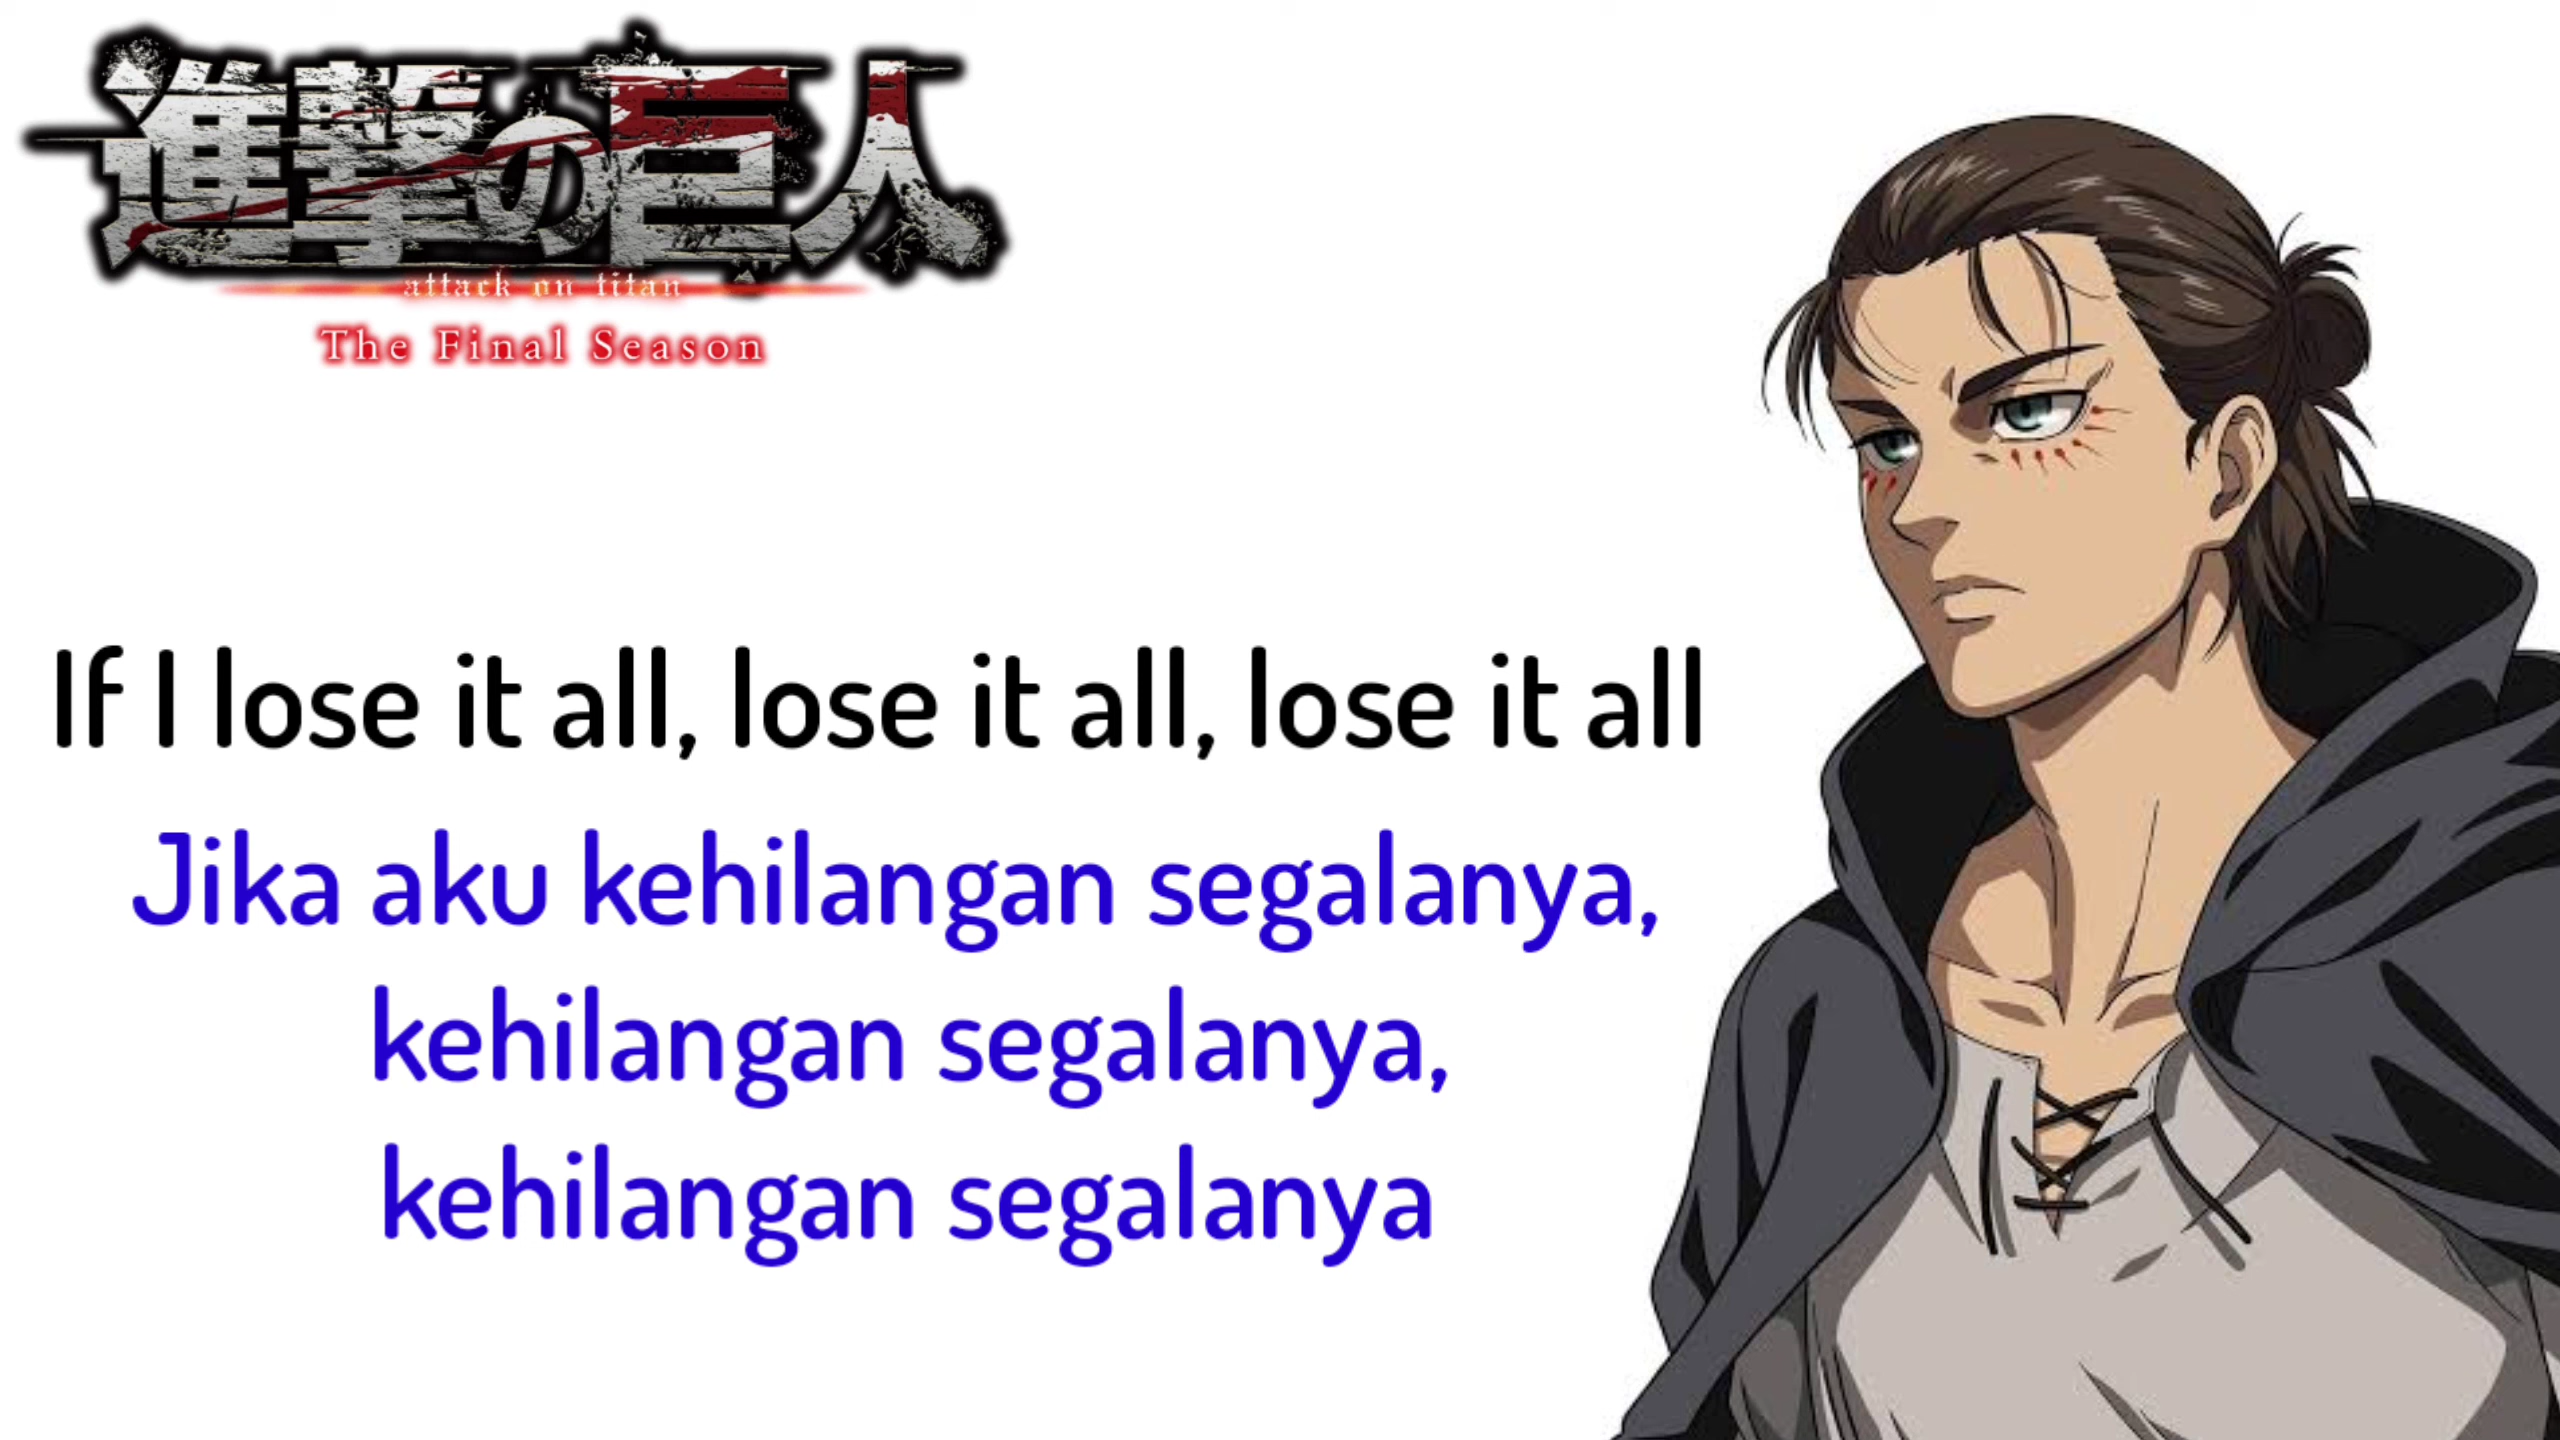 進撃の巨人
attack on titan
The Final Season
If I lose it all, lose it all, lose it all
Jika aku kehilangan segalanya,
kehilangan segalanya,
kehilangan segalanya